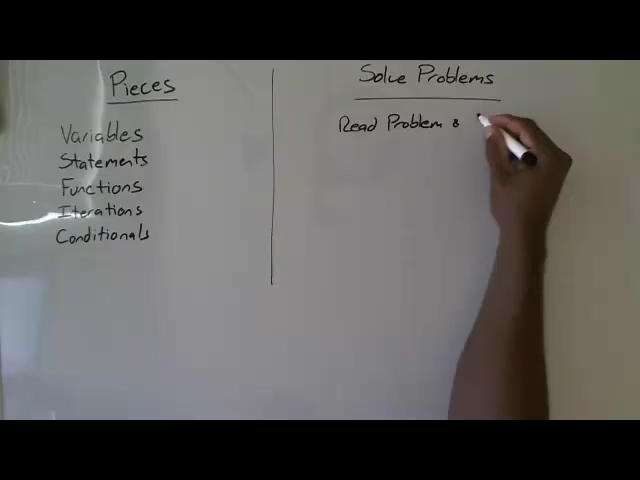 Pieces
Variables
Statements
Functions
Iterations
Conditionals
Solve Problems
Read Problem &